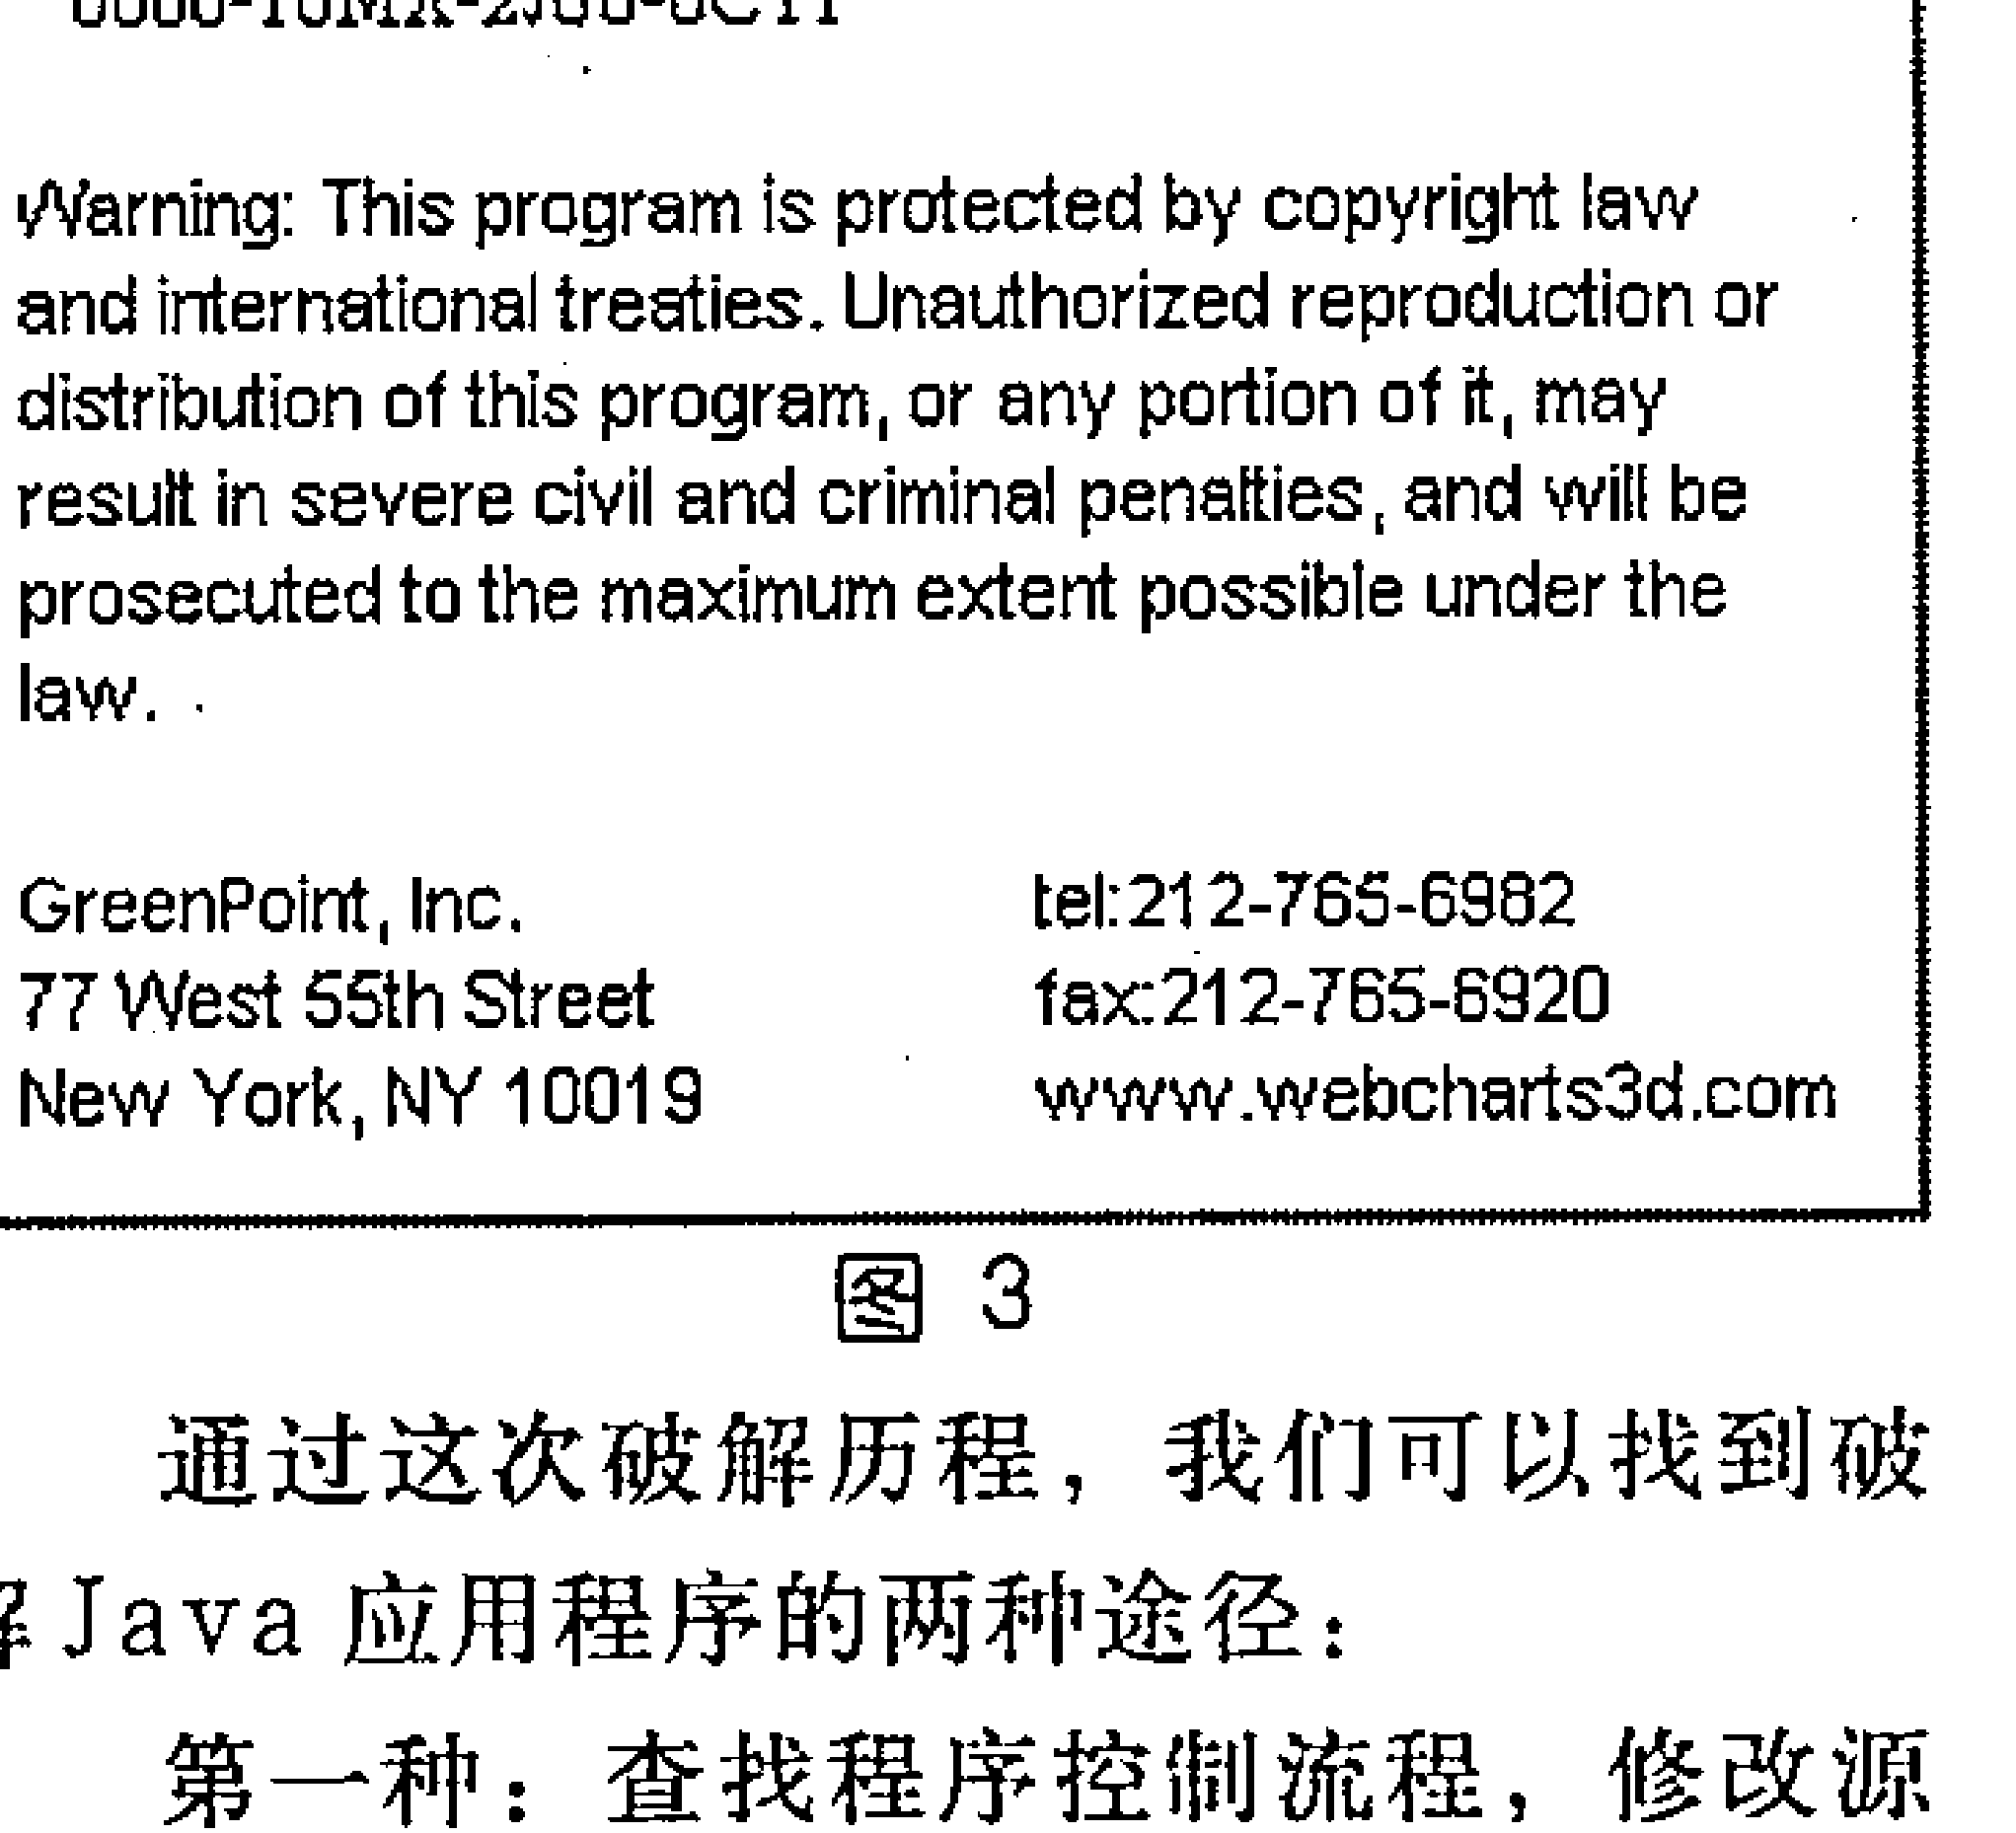 Warning: This program is protected by copyright law
and international treaties. Unauthorized reproduction or
distribution of this program, or any portion of it, may
result in severe civil and criminal penalties, and will be
prosecuted to the maximum extent possible under the
law.
GreenPoint, Inc.
tel:212-765-6982
77 West 55th Street
fax:212-765-6920
New York, NY 10019
www.webcharts3d.com
图 3
通过这次破解历程，我们可以找到破
解Java应用程序的两种途径：
第一种：查找程序控制流程，修改源